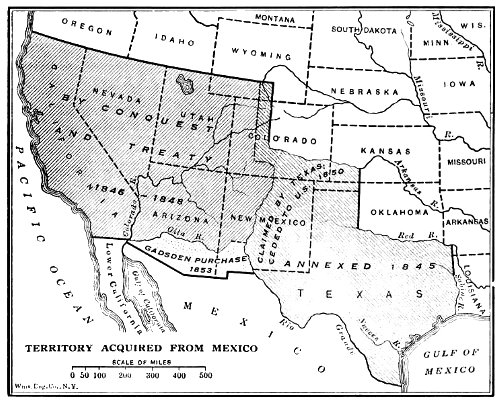 MONTANA
OREGON
IDAHO
WYOMING
SOUTH DAKOTA
WIS.
MINN
Mississippi R.
Missouri R.
IOWA
NEBRASKA
NEVADA
UTAH
COLORADO
KANSAS
MISSOURI
CALIFORNIA
BY CONQUEST
AND
TREATY
1846 - 1848
Colorado R.
ARIZONA
NEW MEXICO
Gila R.
CLAIMED BY TEXAS;
CEDED TO U.S. 1850
Arkansas R.
OKLAHOMA
ARKANSAS
Red R.
GADSDEN PURCHASE
1853
ANNEXED 1845
TEXAS
LOUISIANA
Sabine R.
PACIFIC OCEAN
Lower California
Gulf of California
MEXICO
Rio Grande
Nueces R.
GULF OF
MEXICO
TERRITORY ACQUIRED FROM MEXICO
SCALE OF MILES
0 50 100 200 300 400 500
Wms. Eng. Co., N.Y.